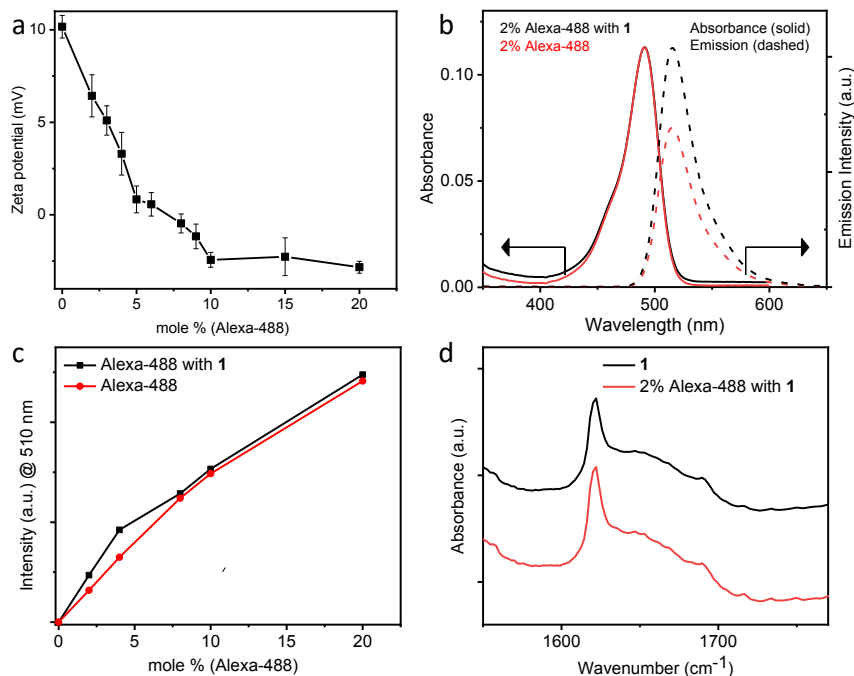 a
Zeta potential (mV)
10
5
0
0
5
10
15
20
mole % (Alexa-488)
b
2% Alexa-488 with 1
2% Alexa-488
Absorbance (solid)
Emission (dashed)
Absorbance
0.10
0.05
0.00
400
500
600
Wavelength (nm)
Emission Intensity (a.u.)
c
Alexa-488 with 1
Alexa-488
Intensity (a.u.) @ 510 nm
0
5
10
15
20
mole % (Alexa-488)
d
1
2% Alexa-488 with 1
Absorbance (a.u.)
1600
1700
Wavenumber (cm-1)